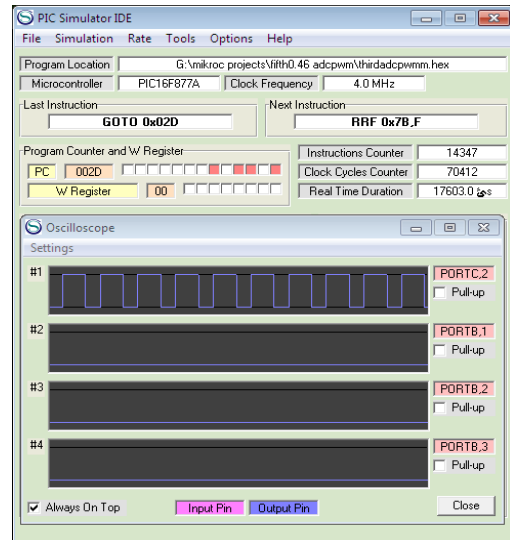 PIC Simulator IDE
File Simulation Rate Tools Options Help
Program Location G:\mikroc projects\fifth0.46 adcpwm\thirdadcpwmm.hex
Microcontroller PIC16F877A Clock Frequency 4.0 MHz
Last Instruction Next Instruction
GOTO 0x02D RRF 0x7B,F
Program Counter and W Register Instructions Counter 14347
PC 002D Clock Cycles Counter 70412
W Register 00 Real Time Duration 17603.0
Oscilloscope
Settings
#1 PORTC,2
Pull-up
#2 PORTB,1
Pull-up
#3 PORTB,2
Pull-up
#4 PORTB,3
Pull-up
Always On Top Input Pin Output Pin Close